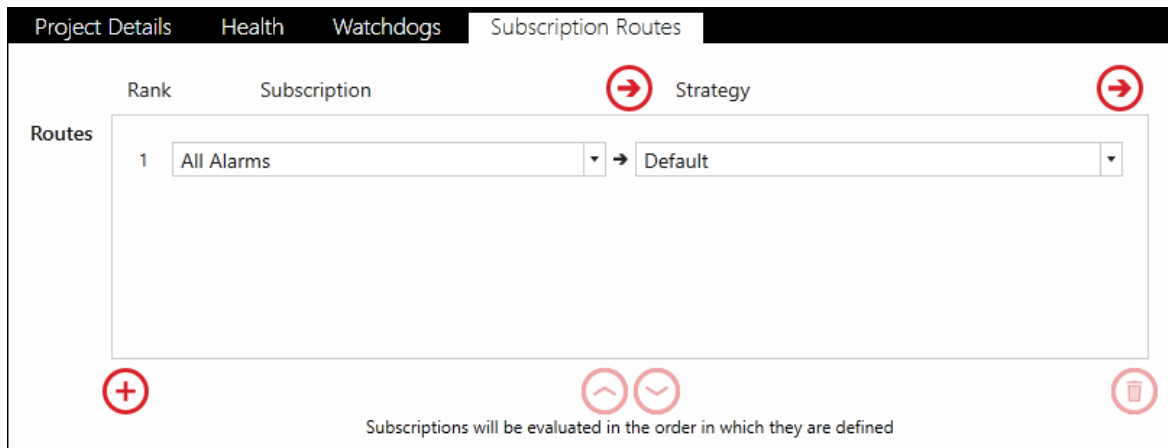 Project Details Health Watchdogs Subscription Routes
Rank Subscription Strategy
Routes
1 All Alarms Default
Subscriptions will be evaluated in the order in which they are defined